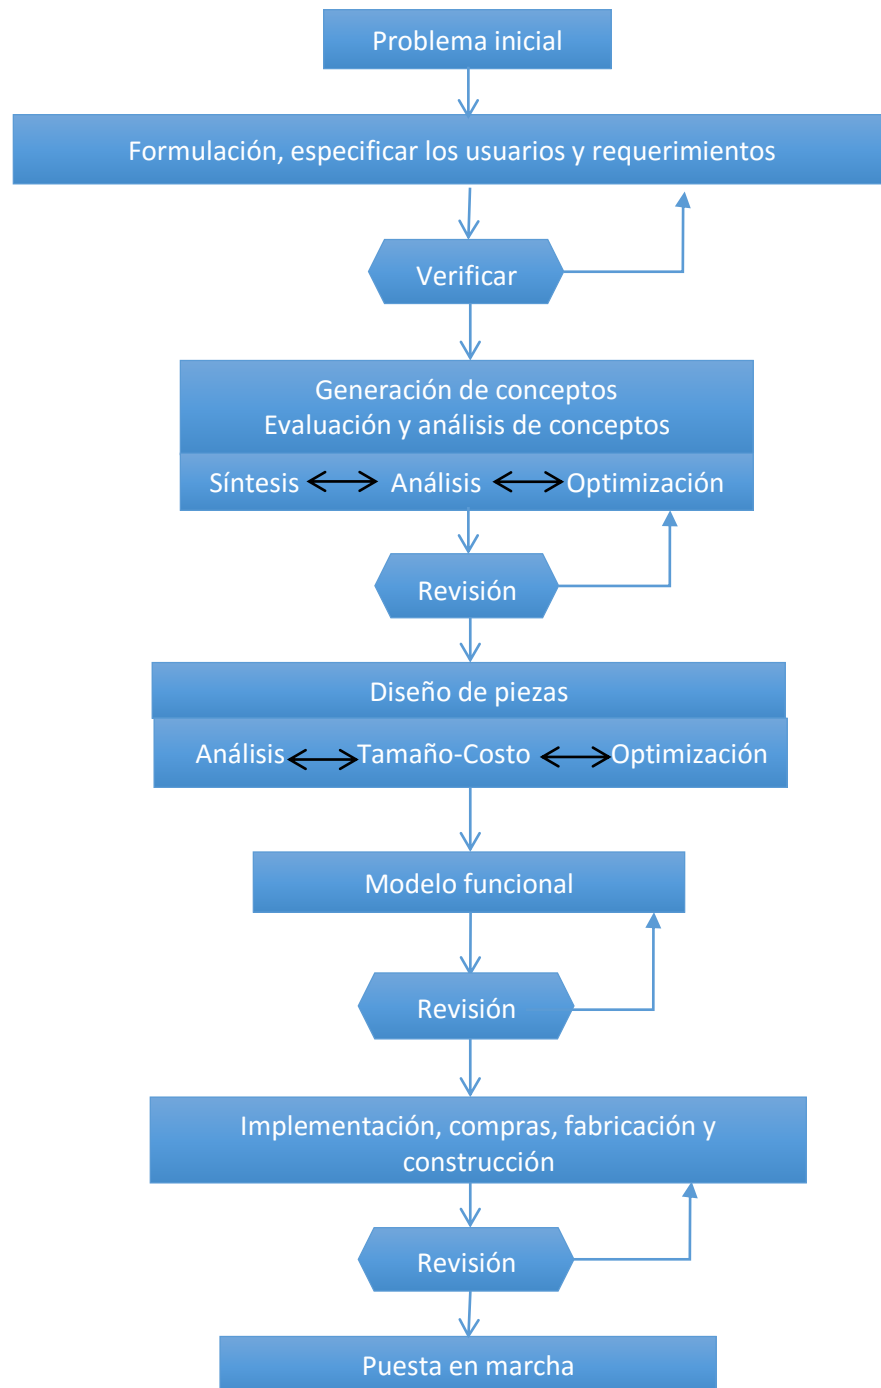 Problema inicial
Formulación, especificar los usuarios y requerimientos
Verificar
Generación de conceptos
Evaluación y análisis de conceptos
Síntesis Análisis Optimización
Revisión
Diseño de piezas
Análisis Tamaño-Costo Optimización
Modelo funcional
Revisión
Implementación, compras, fabricación y
construcción
Revisión
Puesta en marcha